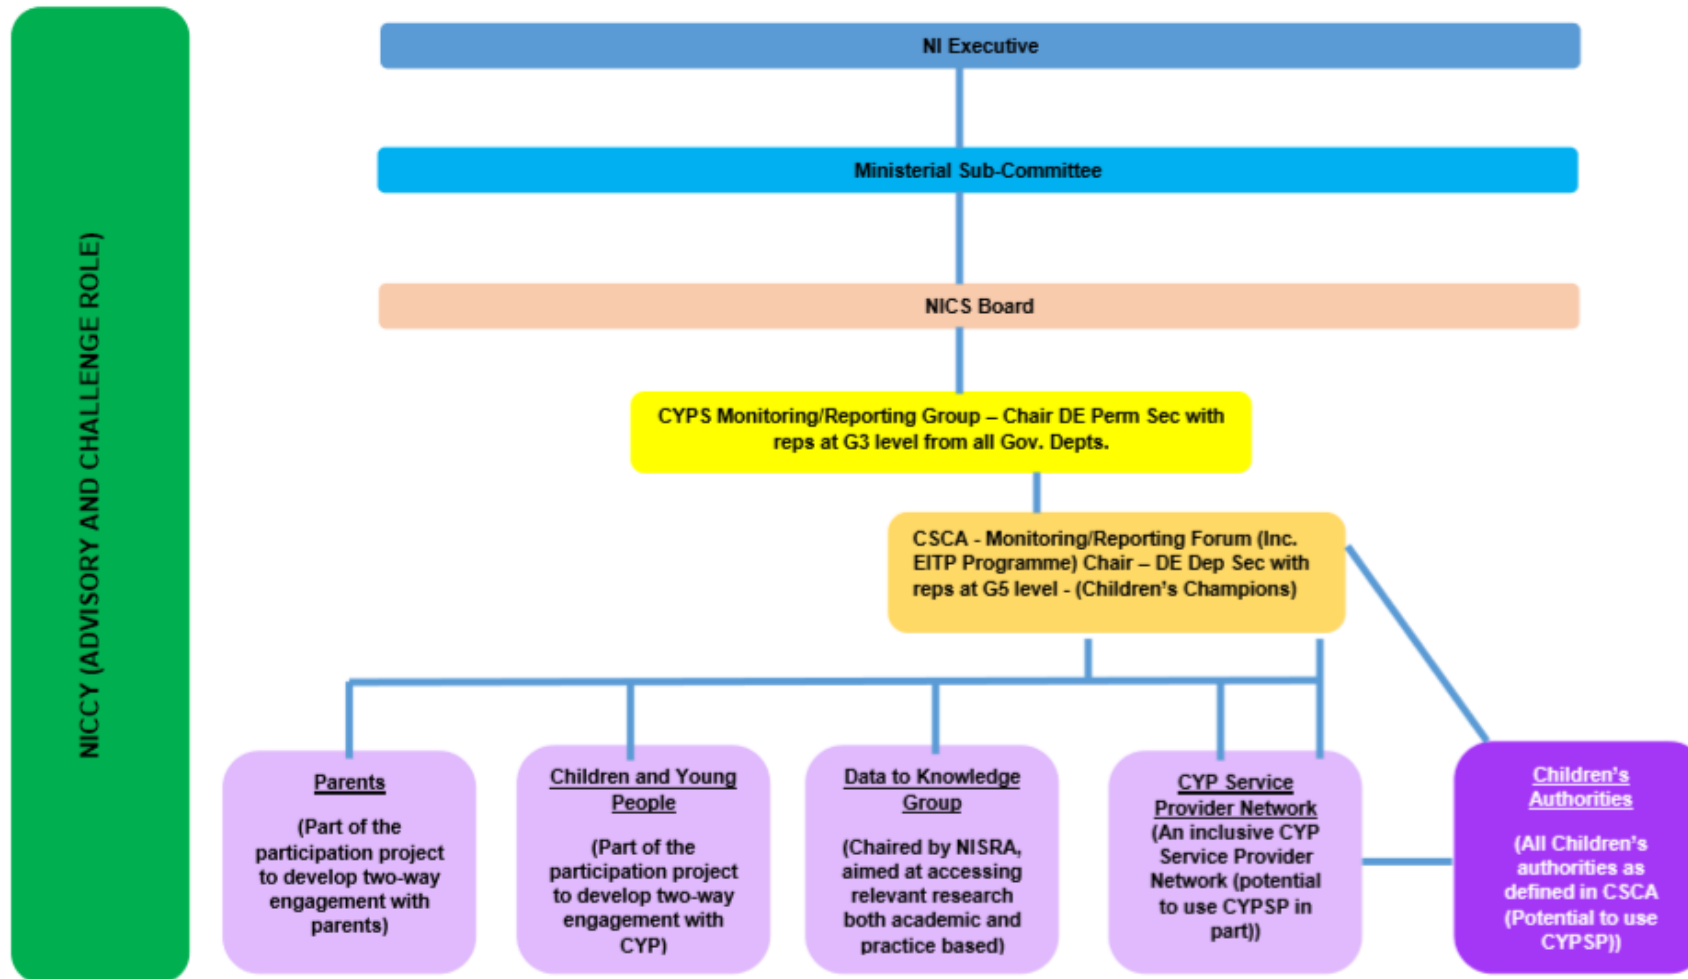 NICCY (ADVISORY AND CHALLENGE ROLE)
NI Executive
Ministerial Sub-Committee
NICS Board
CYPS Monitoring/Reporting Group – Chair DE Perm Sec with
reps at G3 level from all Gov. Depts.
CSCA - Monitoring/Reporting Forum (Inc.
EITP Programme) Chair – DE Dep Sec with
reps at G5 level - (Children's Champions)
Parents
(Part of the
participation project
to develop two-way
engagement with
parents)
Children and Young
People
(Part of the
participation project
to develop two-way
engagement with
CYP)
Data to Knowledge
Group
(Chaired by NISRA,
aimed at accessing
relevant research
both academic and
practice based)
CYP Service
Provider Network
(An inclusive CYP
Service Provider
Network (potential
to use CYPSP in
part))
Children's
Authorities
(All Children's
authorities as
defined in CSCA
(Potential to use
CYPSP))